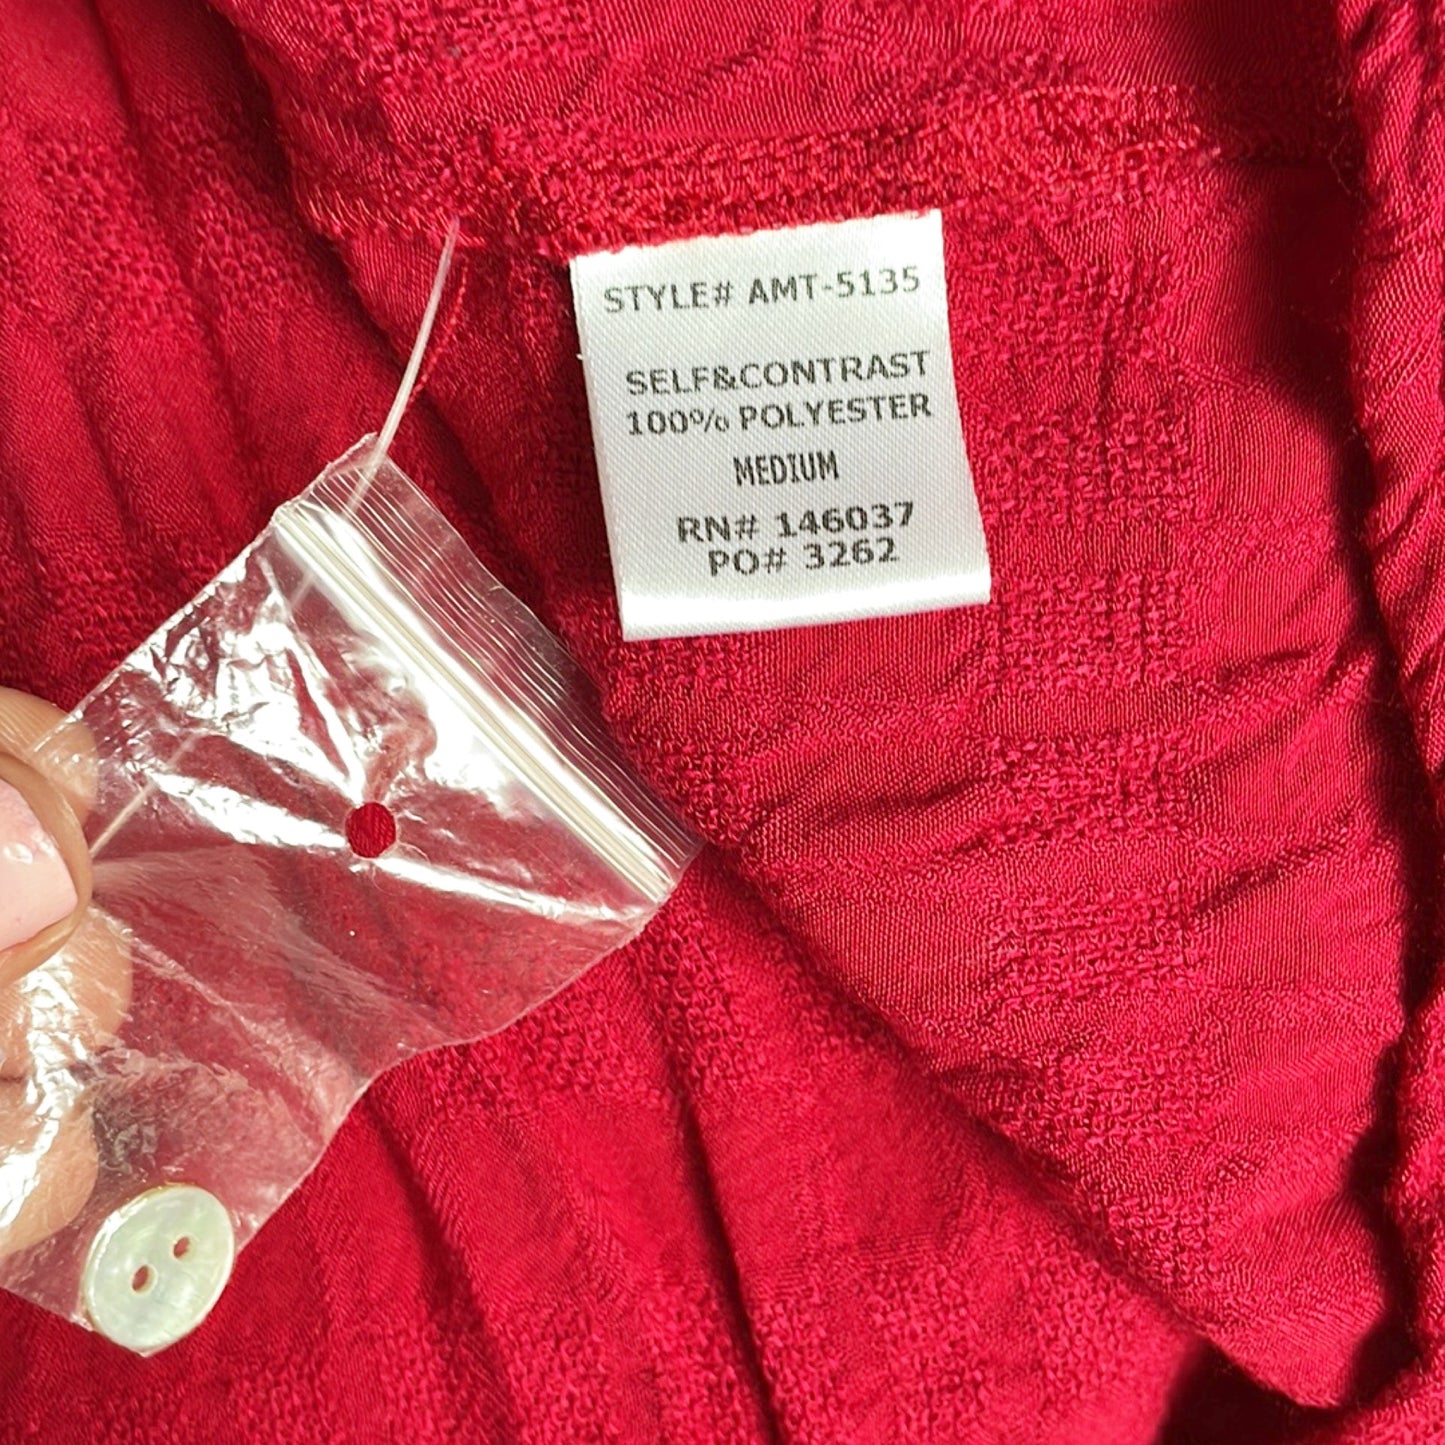 STYLE# AMT-5135
SELF&CONTRAST
100% POLYESTER
MEDIUM
RN# 146037
PO# 3262